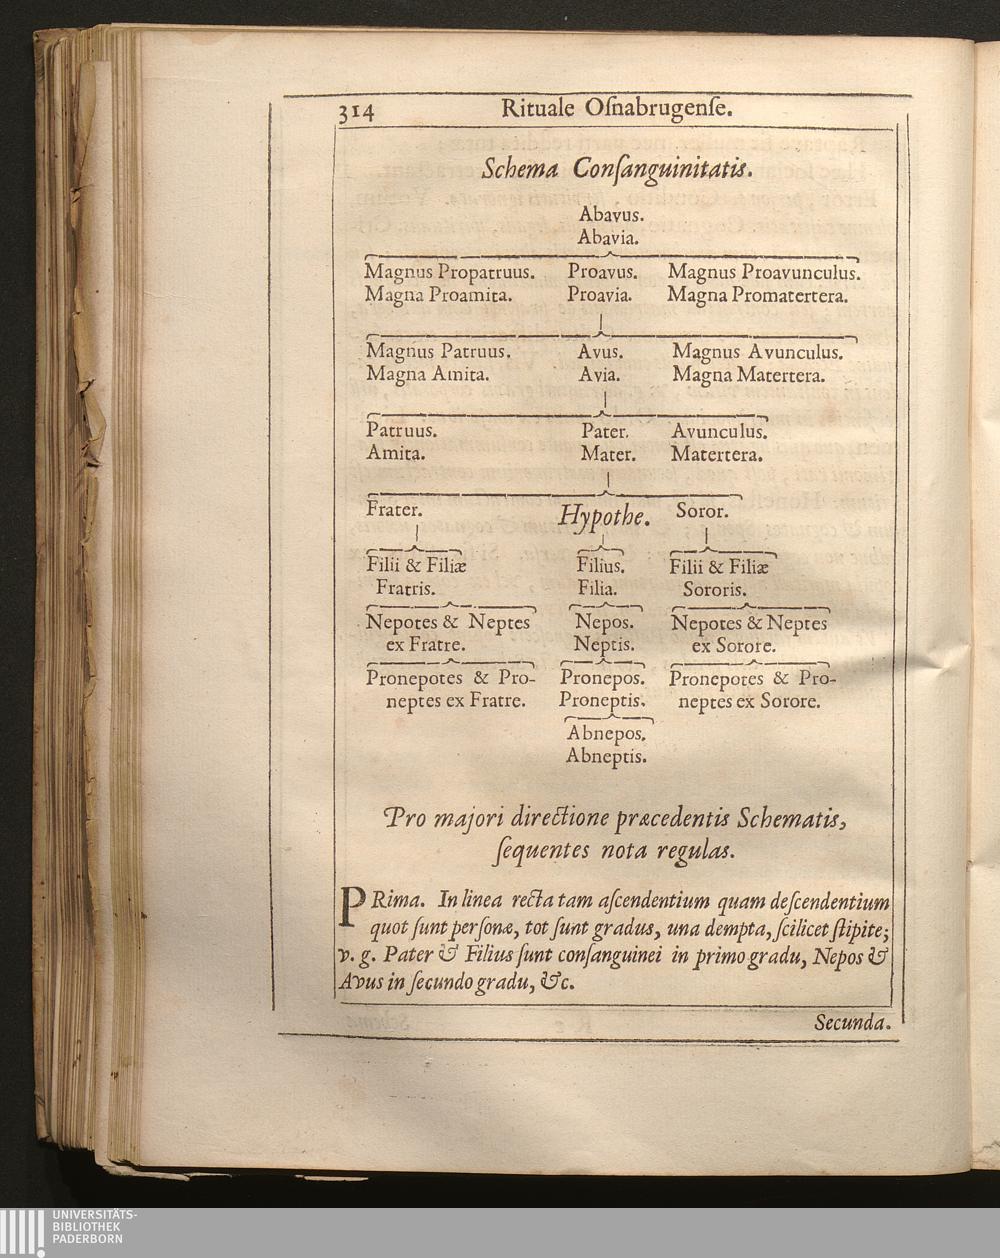 314 Rituale Oſnabrugenſe.
Schema Conſanguinitatis.
Abavus.
Abavia.
Magnus Propatruus. Proavus. Magnus Proavunculus.
Magna Proamita. Proavia. Magna Promatertera.
Magnus Patruus. Avus. Magnus Avunculus.
Magna Amita. Avia. Magna Matertera.
Patruus. Pater. Avunculus.
Amita. Mater. Matertera.
Frater. Hypothe. Soror.
Filii & Filiæ Filius. Filii & Filiæ
Fratris. Filia. Sororis.
Nepotes & Neptes Nepos. Nepotes & Neptes
ex Fratre. Neptis. ex Sorore.
Pronepotes & Pro- Pronepos. Pronepotes & Pro-
neptes ex Fratre. Proneptis. neptes ex Sorore.
Abnepos.
Abneptis.
Pro majori directione præcedentis Schematis,
ſequentes nota regulas.
PRima. In linea recta tam aſcendentium quam deſcendentium
quot ſunt perſonæ, tot ſunt gradus, una dempta, ſcilicet ſtipite;
v. g. Pater & Filius ſunt conſanguinei in primo gradu, Nepos &
Avus in ſecundo gradu, &c.
Secunda.
UNIVERSITÄTS-
BIBLIOTHEK
PADERBORN